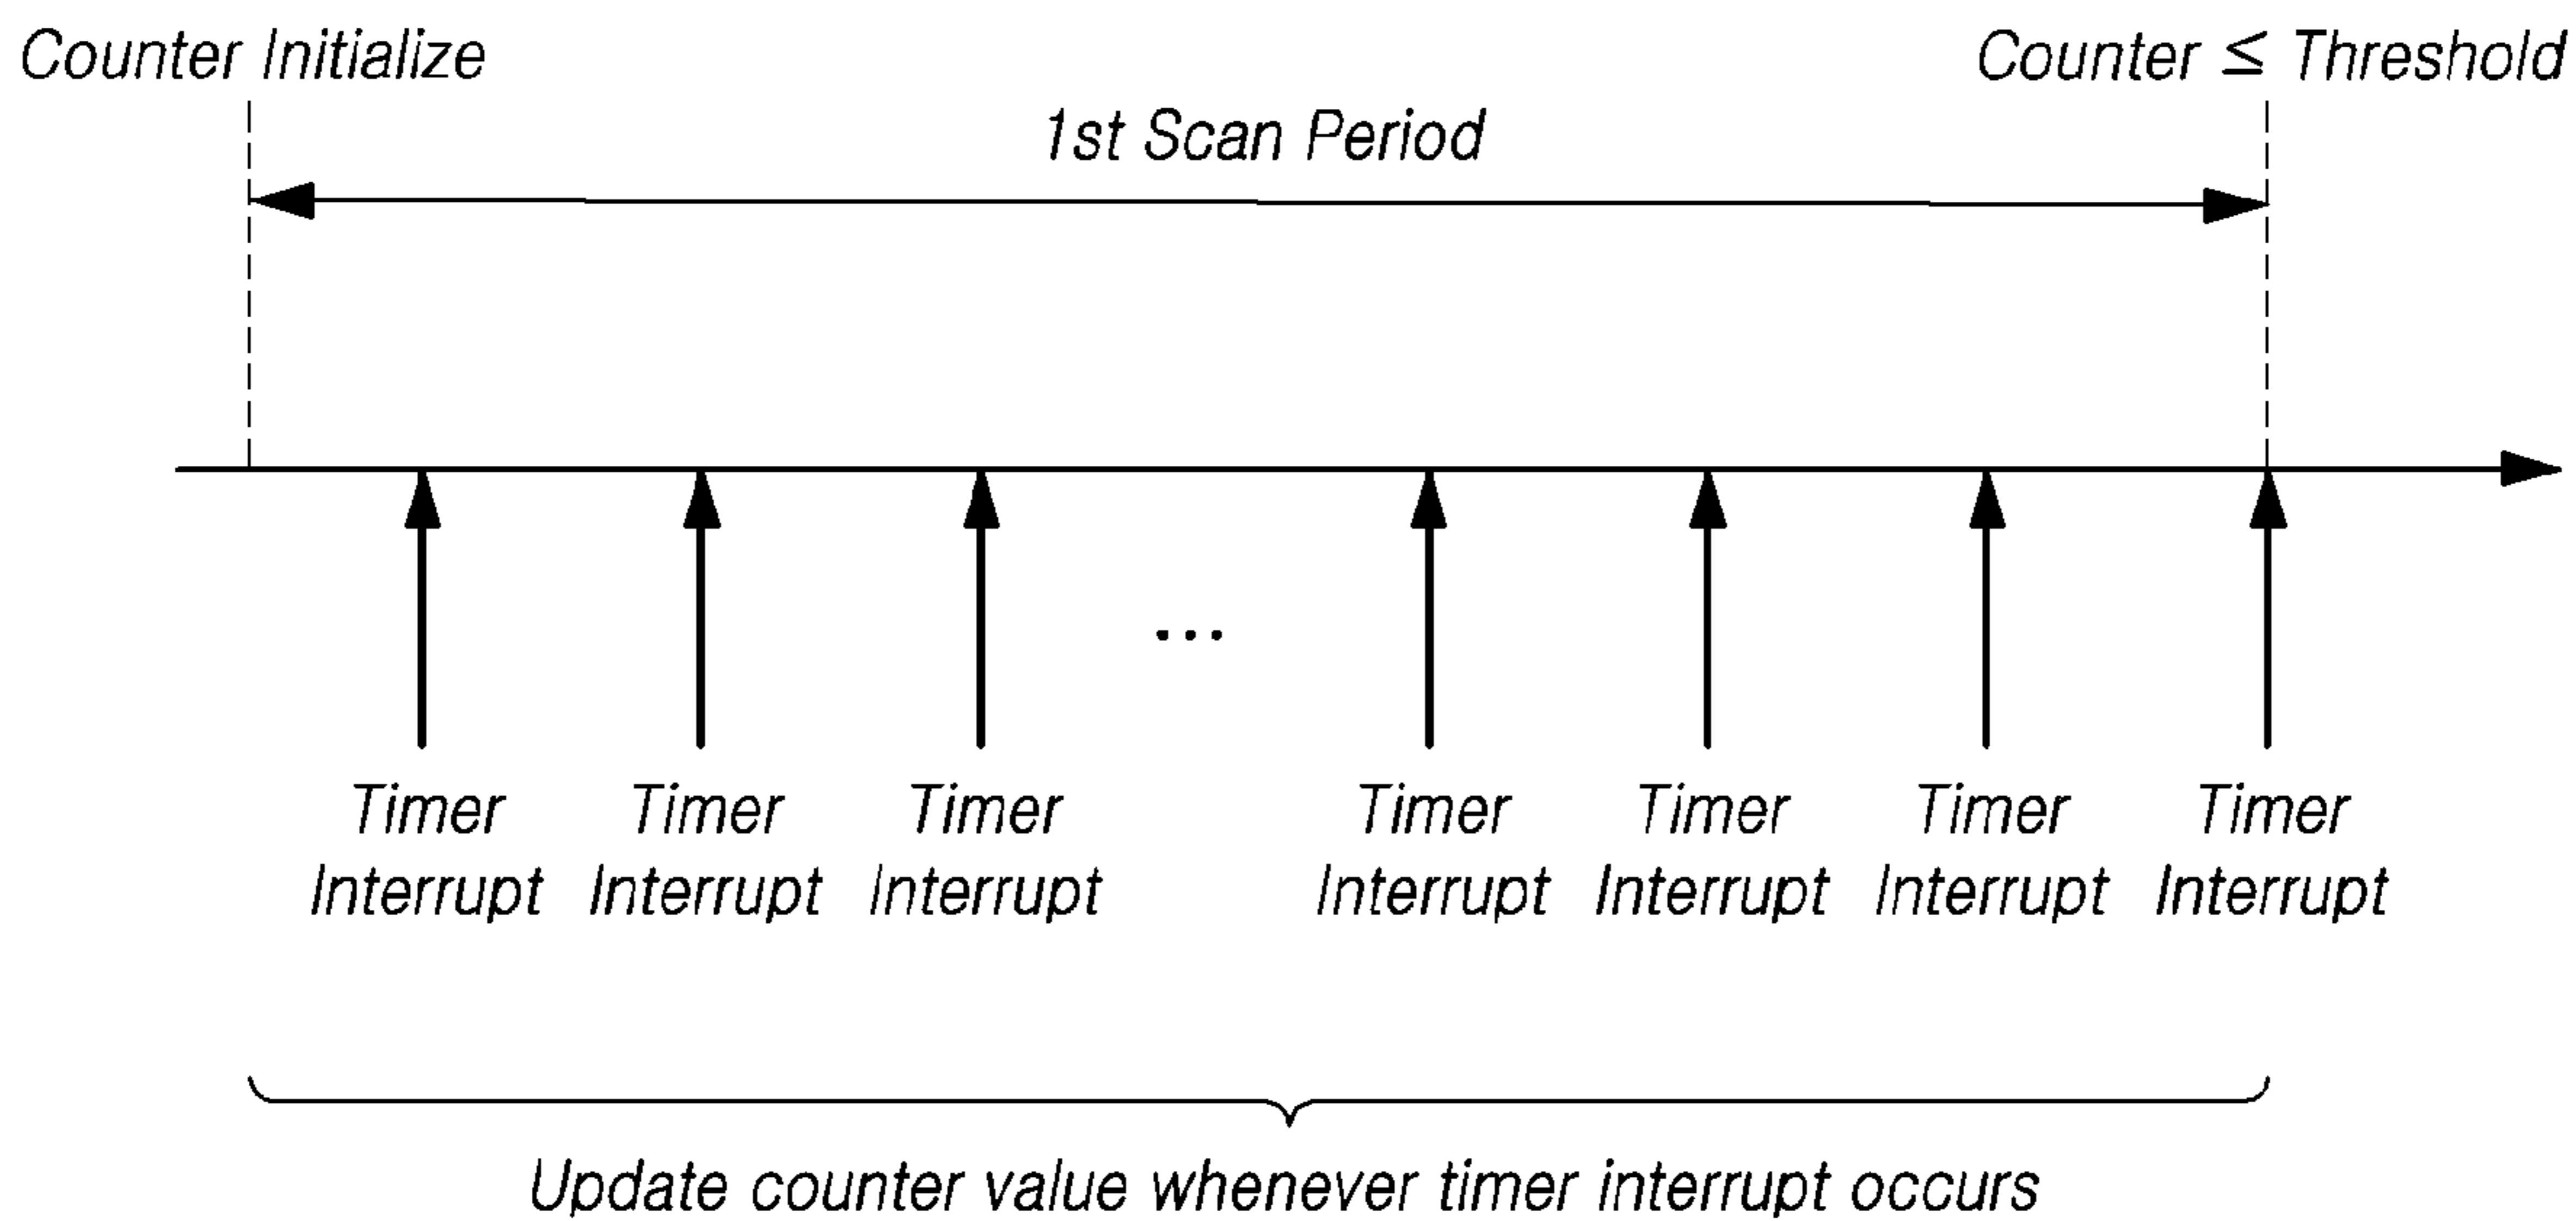 Counter Initialize
Counter ≤ Threshold
1st Scan Period
...
Timer Interrupt
Timer Interrupt
Timer Interrupt
Timer Interrupt
Timer Interrupt
Timer Interrupt
Timer Interrupt
Update counter value whenever timer interrupt occurs